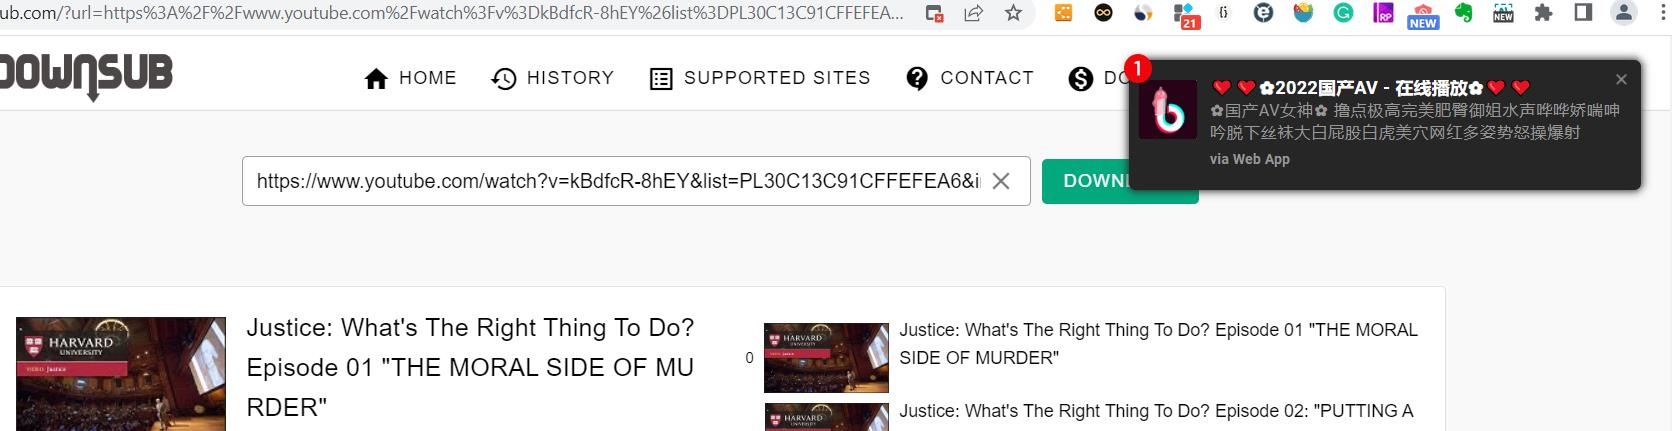 ub.com/?url=https%3A%2F%2Fwww.youtube.com%2Fwatch%3Fv%3DkBdfcR-8hEY%26list%3DPL30C13C91CFFEFEA...
21
RP
NEW
NEW
DOWNSUB
HOME
HISTORY
SUPPORTED SITES
CONTACT
DO
1
❤❤✿2022国产AV - 在线播放✿❤❤
✿国产AV女神✿ 撸点极高完美肥臀御姐水声哗哗娇喘呻
吟脱下丝袜大白屁股白虎美穴网红多姿势怒操爆射
via Web App
https://www.youtube.com/watch?v=kBdfcR-8hEY&list=PL30C13C91CFFEFEA6&i
DOWN
HARVARD
UNIVERSITY
VIDEO: Justice
Justice: What's The Right Thing To Do?
Episode 01 "THE MORAL SIDE OF MU
RDER"
0
HARVARD
UNIVERSITY
Justice: What's The Right Thing To Do? Episode 01 "THE MORAL
SIDE OF MURDER"
HARVARD
Justice: What's The Right Thing To Do? Episode 02: "PUTTING A